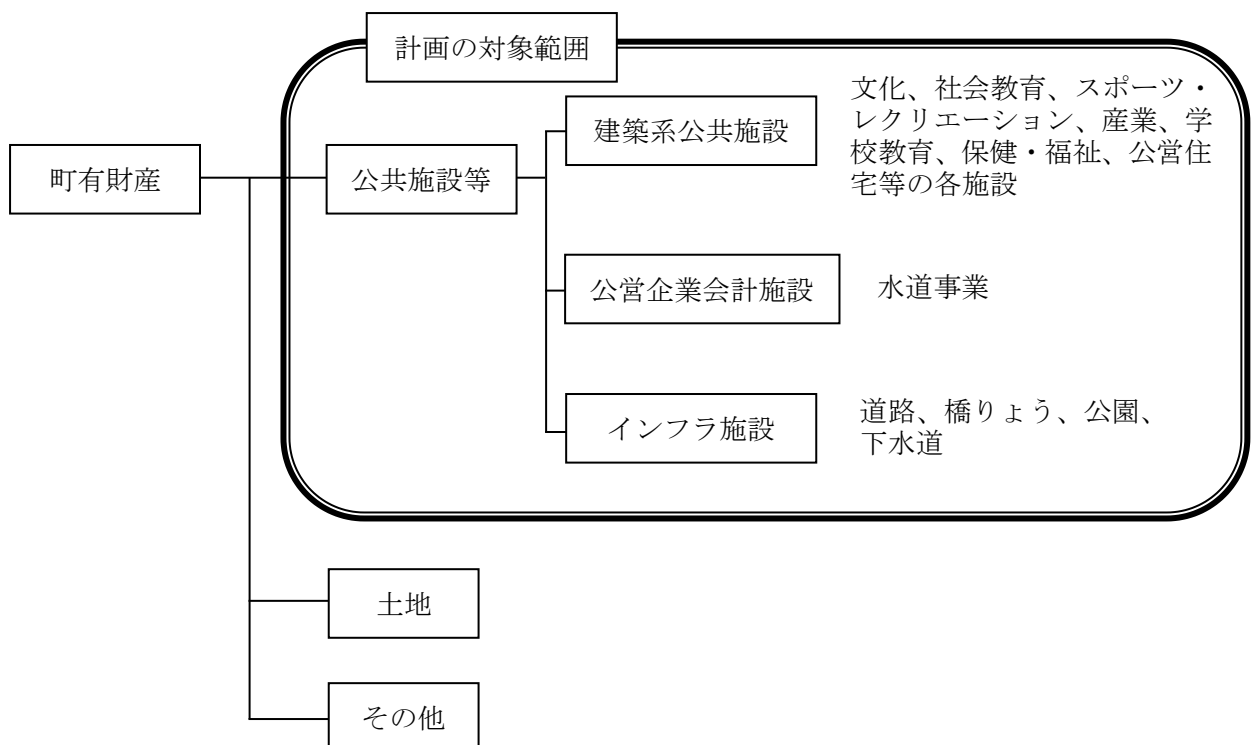 計画の対象範囲
文化、社会教育、スポーツ・
レクリエーション、産業、学
校教育、保健・福祉、公営住
宅等の各施設
建築系公共施設
町有財産
公共施設等
公営企業会計施設
水道事業
インフラ施設
道路、橋りょう、公園、
下水道
土地
その他